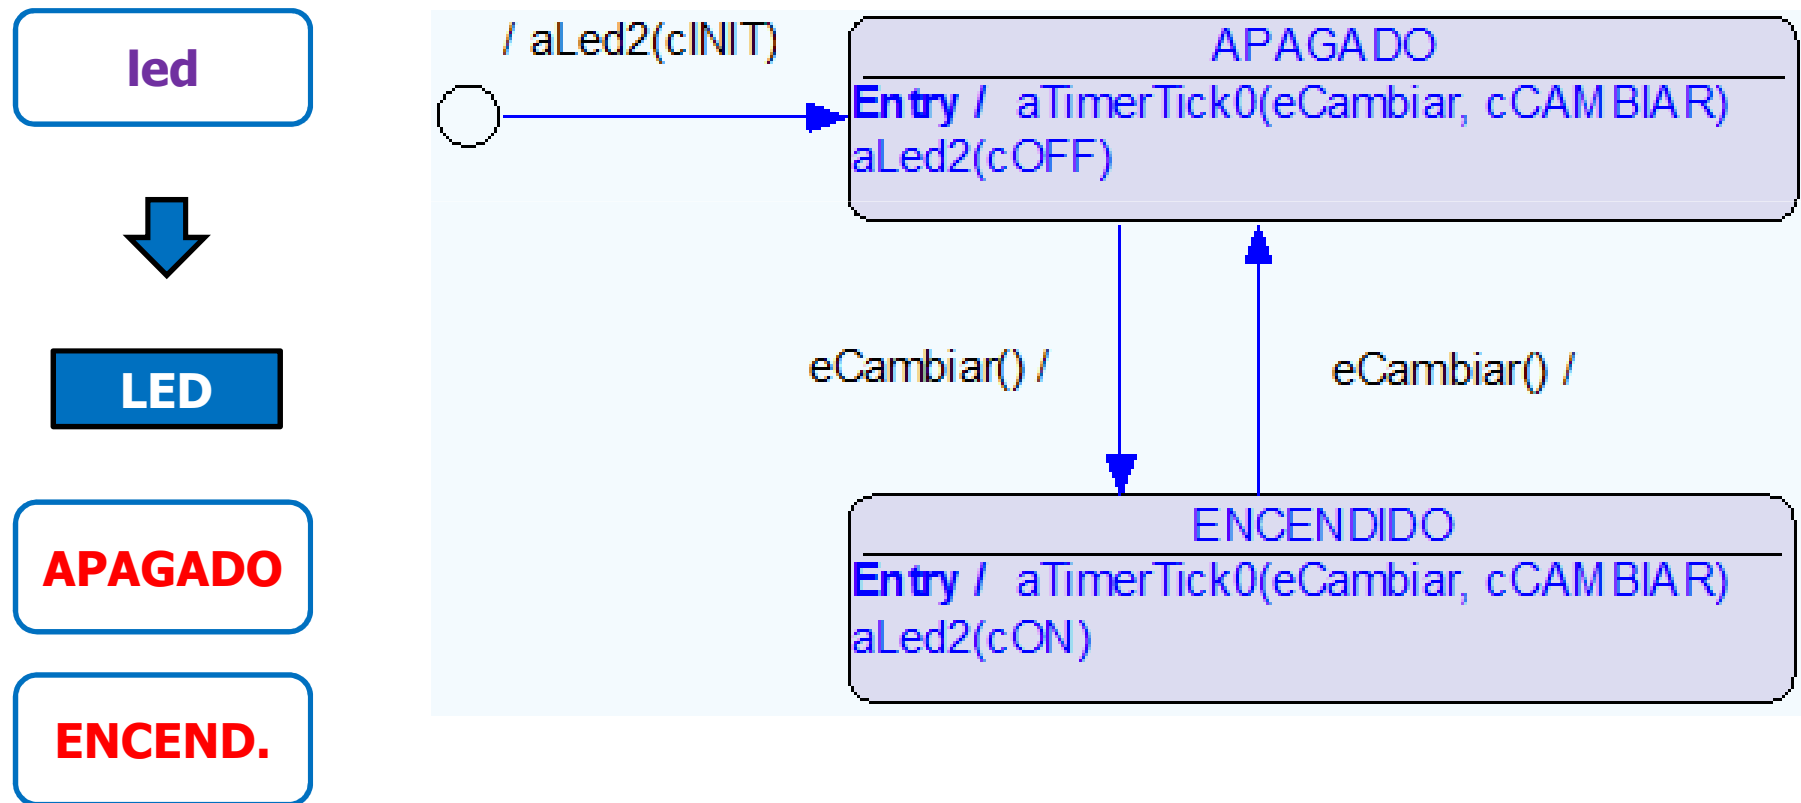 led
LED
APAGADO
ENCEND.
/ aLed2(cINIT)
APAGADO
Entry / aTimerTick0(eCambiar, cCAMBIAR)
aLed2(cOFF)
eCambiar() /
eCambiar() /
ENCENDIDO
Entry / aTimerTick0(eCambiar, cCAMBIAR)
aLed2(cON)